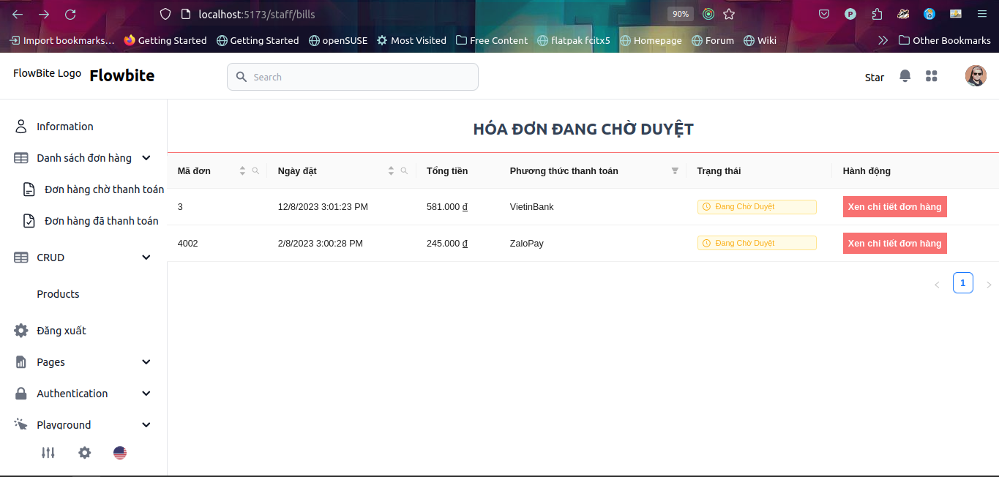 localhost:5173/staff/bills
90%
Import bookmarks... Getting Started Getting Started openSUSE Most Visited Free Content flatpak fcitx5 Homepage Forum Wiki Other Bookmarks
FlowBite Logo Flowbite Search Star
Information
Danh sách đơn hàng
Đơn hàng chờ thanh toán
Đơn hàng đã thanh toán
CRUD
Products
Đăng xuất
Pages
Authentication
Playground
HÓA ĐƠN ĐANG CHỜ DUYỆT
Mã đơn Ngày đặt Tổng tiền Phương thức thanh toán Trạng thái Hành động
3 12/8/2023 3:01:23 PM 581.000 ₫ VietinBank Đang Chờ Duyệt Xen chi tiết đơn hàng
4002 2/8/2023 3:00:28 PM 245.000 ₫ ZaloPay Đang Chờ Duyệt Xen chi tiết đơn hàng
1